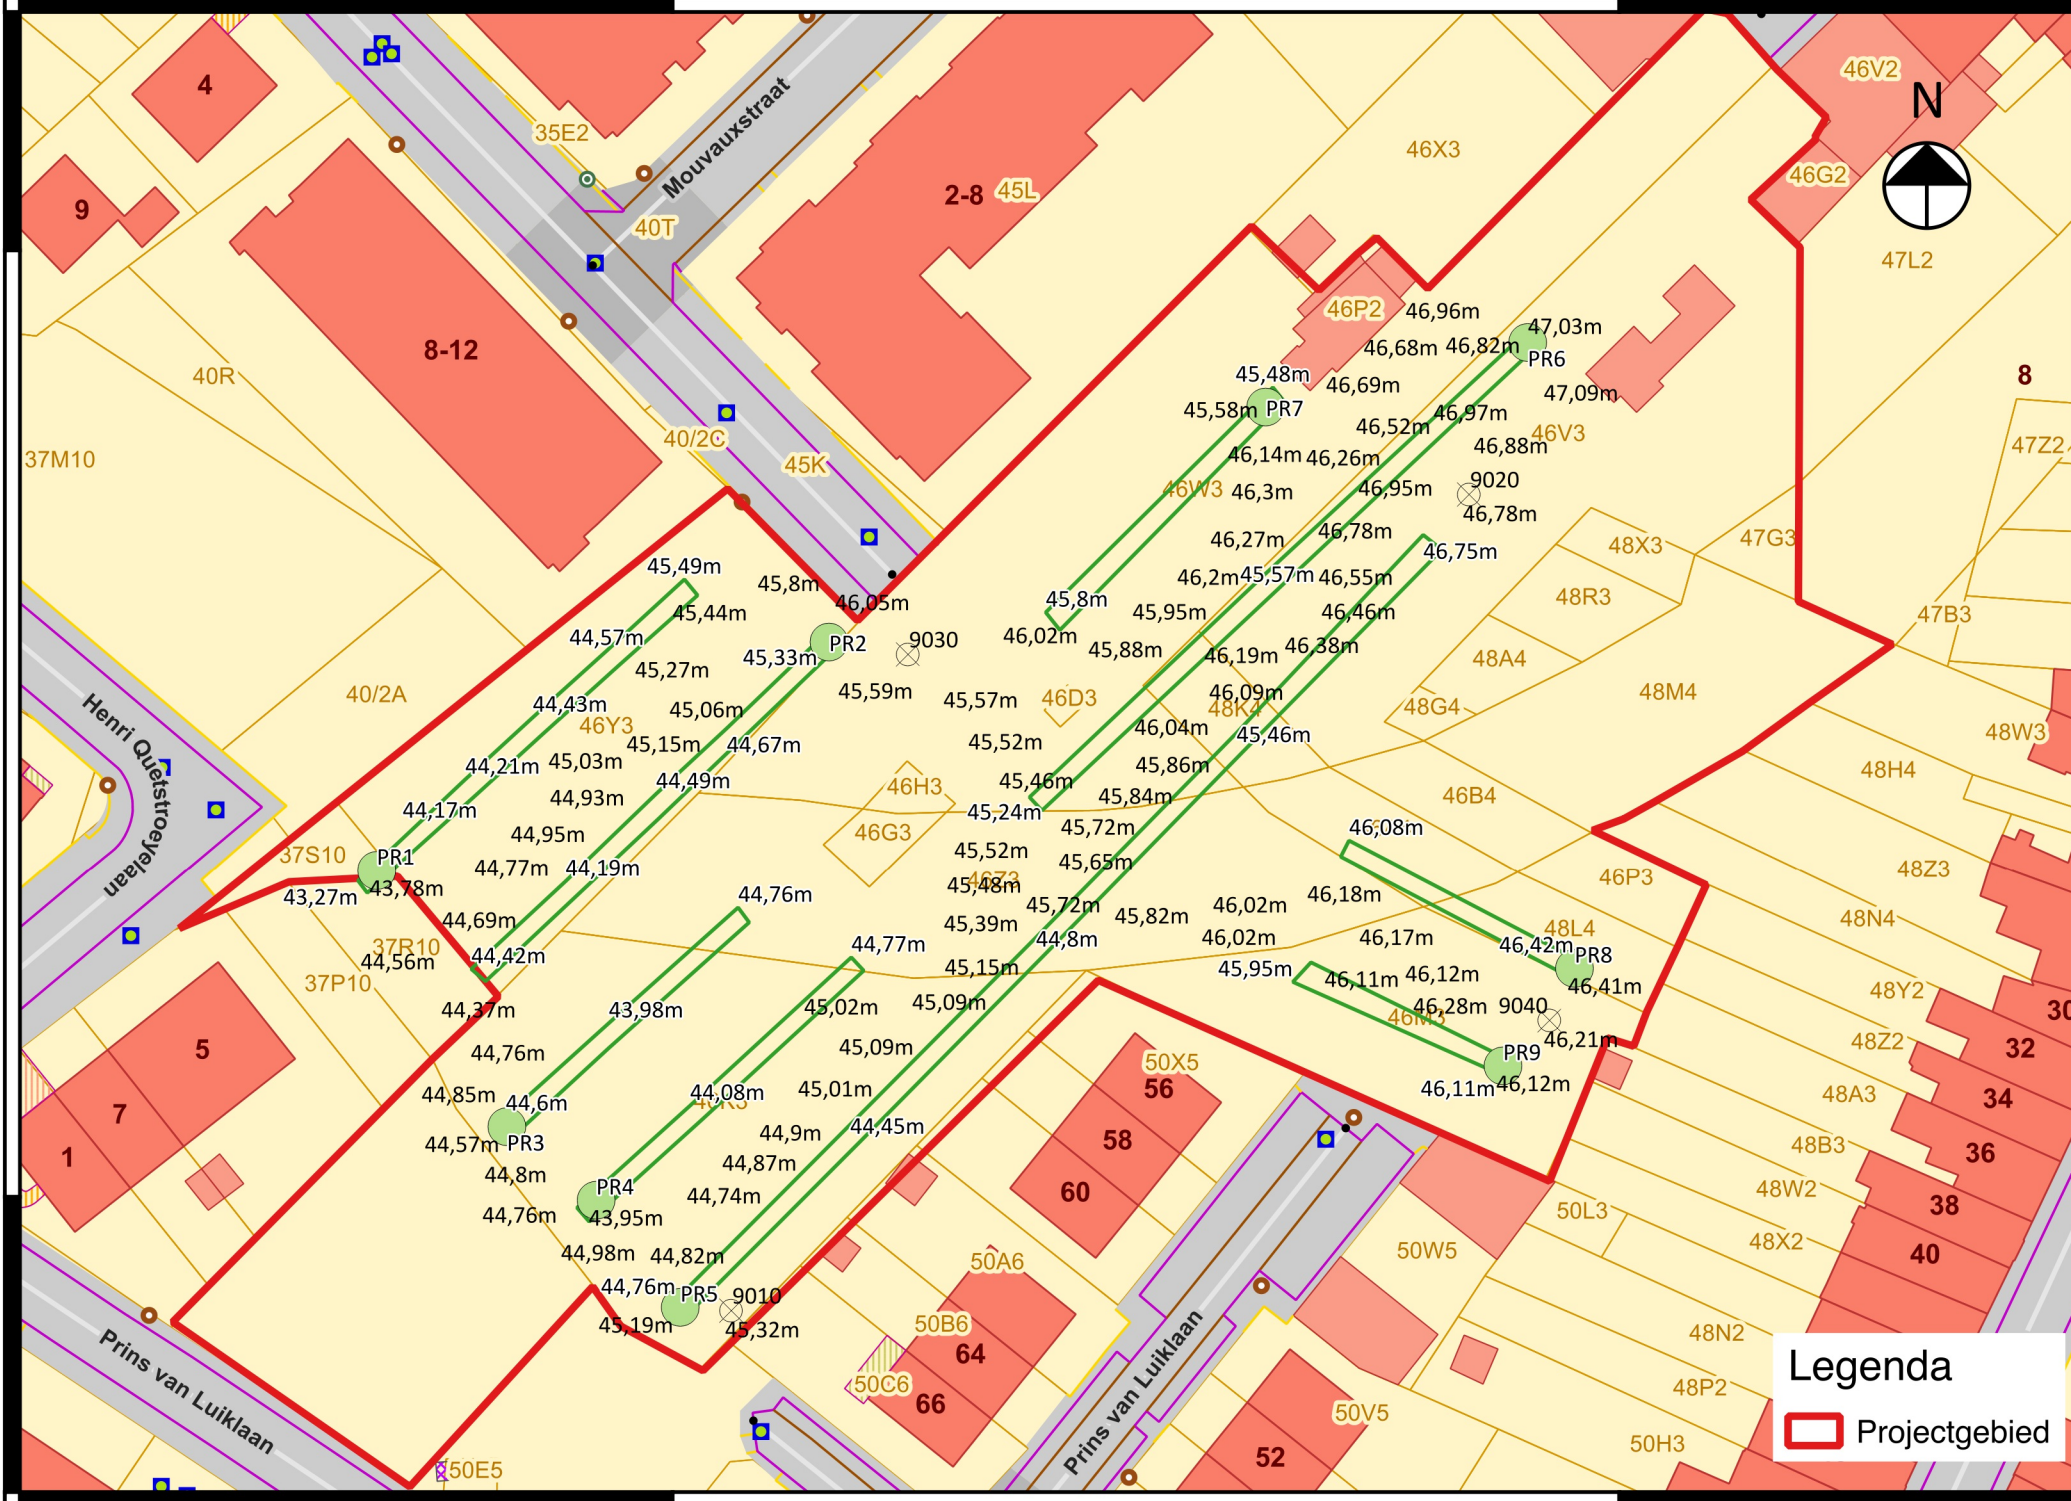 4
35E2
Mouvauxstraat
46X3
46V2
N
9
40T
2-8
45L
46G2
47L2
8-12
46P2
46,96m
47,03m
46,68m
46,82m
PR6
40R
45,48m
46,69m
47,09m
8
45,58m
PR7
46,97m
40/2C
46,52m
46V3
37M10
45K
46,14m
46,26m
46,88m
47Z2
46W3
46,3m
46,95m
9020
46,78m
46,27m
46,78m
48X3
47G3
46,75m
45,49m
45,8m
46,2m
45,57m
46,55m
45,44m
46,05m
45,8m
45,95m
46,46m
48R3
47B3
44,57m
PR2
9030
46,02m
45,88m
46,38m
45,33m
45,27m
46,19m
48A4
Henri Quetstroeyelaan
40/2A
45,59m
45,57m
46D3
46,09m
48M4
44,43m
45,06m
48K4
48G4
46Y3
46,04m
48W3
45,15m
44,67m
45,52m
45,46m
44,21m
45,03m
45,86m
48H4
44,49m
46H3
45,46m
44,17m
44,93m
45,24m
45,84m
46B4
44,95m
46G3
45,72m
46,08m
37S10
PR1
45,52m
45,65m
43,27m
43,78m
44,77m
44,19m
46Z3
45,48m
46P3
48Z3
44,76m
45,72m
46,02m
46,18m
44,69m
45,39m
45,82m
48N4
37R10
44,77m
44,8m
46,02m
46,17m
48L4
44,56m
44,42m
46,42m
PR8
37P10
45,15m
45,95m
46,11m
46,12m
46,41m
48Y2
44,37m
43,98m
45,02m
45,09m
46,28m
9040
46M3
30
5
44,76m
45,09m
50X5
PR9
46,21m
48Z2
32
7
44,85m
44,6m
44,08m
45,01m
56
46,11m
46,12m
48A3
34
44,57m
PR3
44,9m
44,45m
58
48B3
1
44,8m
44,87m
36
PR4
44,74m
60
48W2
44,76m
43,95m
50L3
38
44,98m
44,82m
50A6
50W5
48X2
40
44,76m
PR5
9010
45,19m
45,32m
50B6
48N2
Prins van Luiklaan
64
Prins van Luiklaan
50C6
66
48P2
50V5
50E5
52
50H3
Legenda
Projectgebied